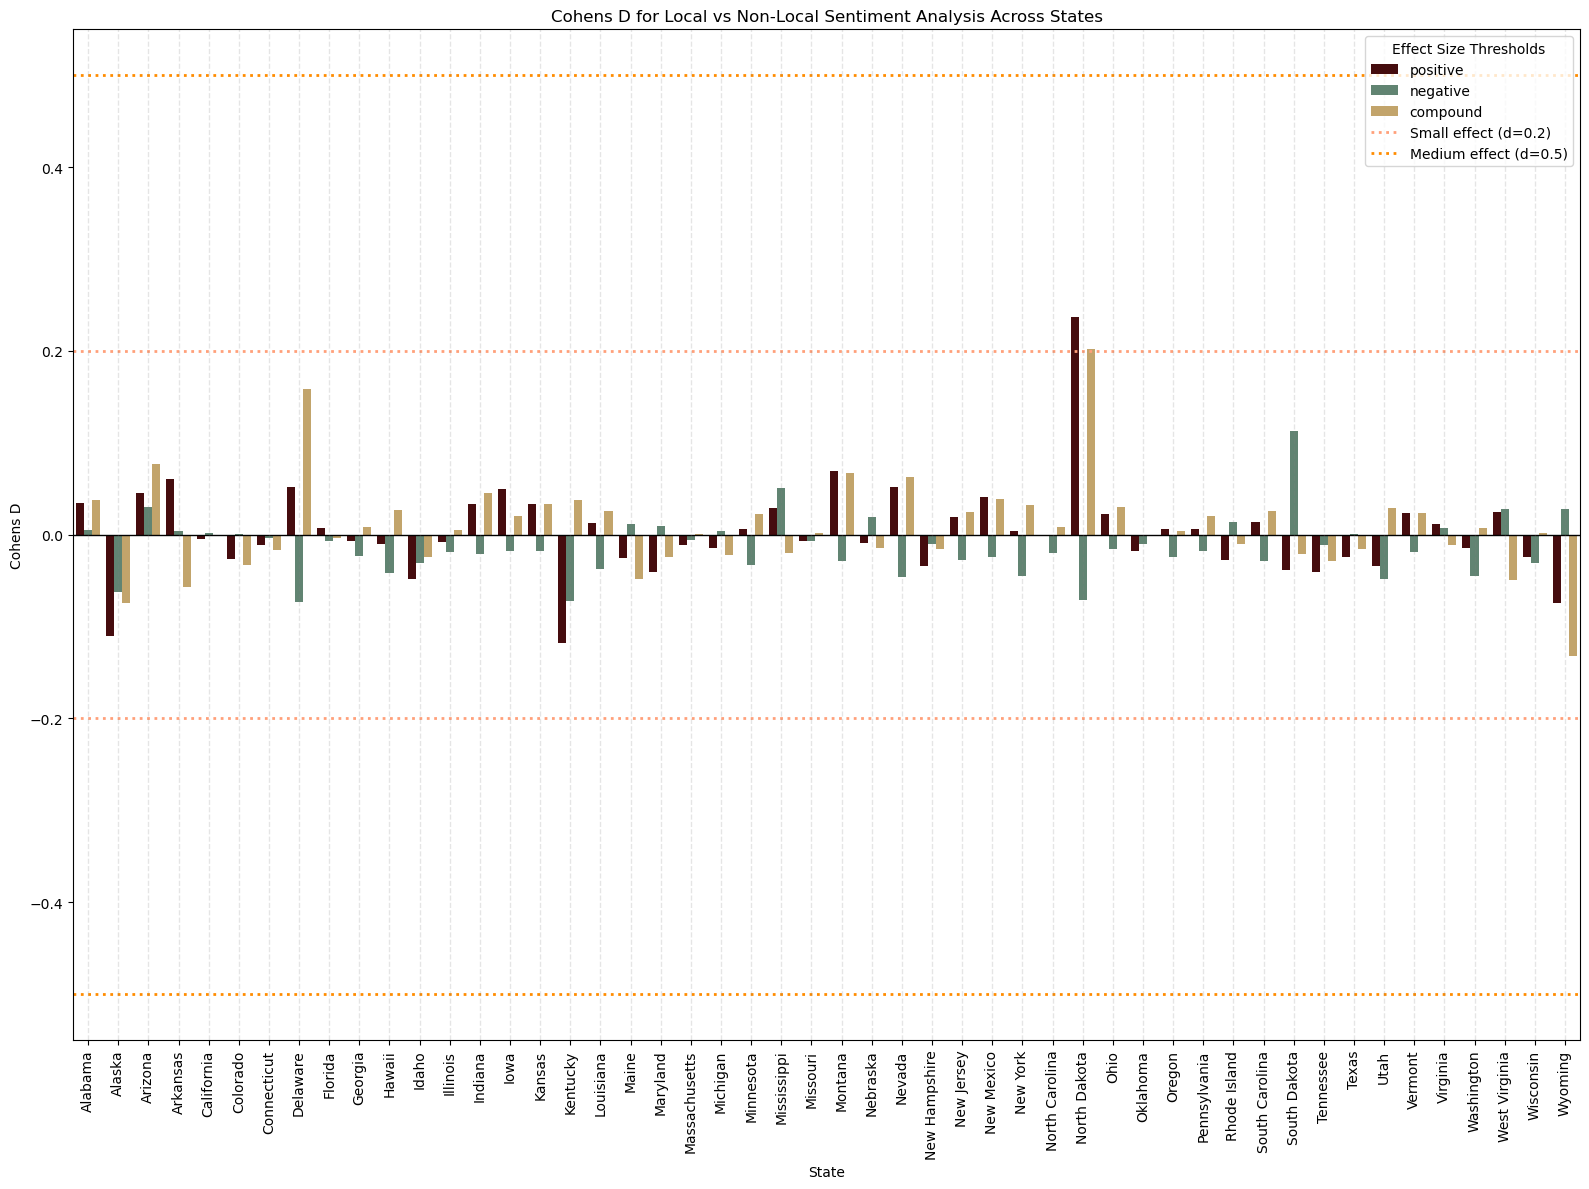 Cohens D for Local vs Non-Local Sentiment Analysis Across States
Effect Size Thresholds
positive
negative
compound
Small effect (d=0.2)
Medium effect (d=0.5)
Cohens D
0.4
0.2
0.0
−0.2
−0.4
Alabama
Alaska
Arizona
Arkansas
California
Colorado
Connecticut
Delaware
Florida
Georgia
Hawaii
Idaho
Illinois
Indiana
Iowa
Kansas
Kentucky
Louisiana
Maine
Maryland
Massachusetts
Michigan
Minnesota
Mississippi
Missouri
Montana
Nebraska
Nevada
New Hampshire
New Jersey
New Mexico
New York
North Carolina
North Dakota
Ohio
Oklahoma
Oregon
Pennsylvania
Rhode Island
South Carolina
South Dakota
Tennessee
Texas
Utah
Vermont
Virginia
Washington
West Virginia
Wisconsin
Wyoming
State